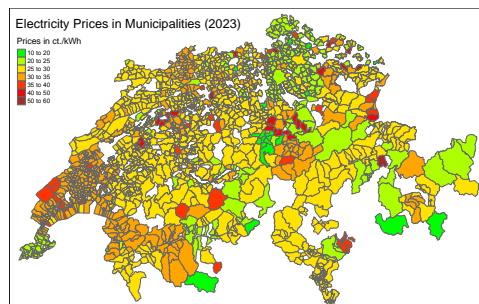 Electricity Prices in Municipalities (2023)
Prices in ct./kWh
10 to 20
20 to 25
25 to 30
30 to 35
35 to 40
40 to 50
50 to 60